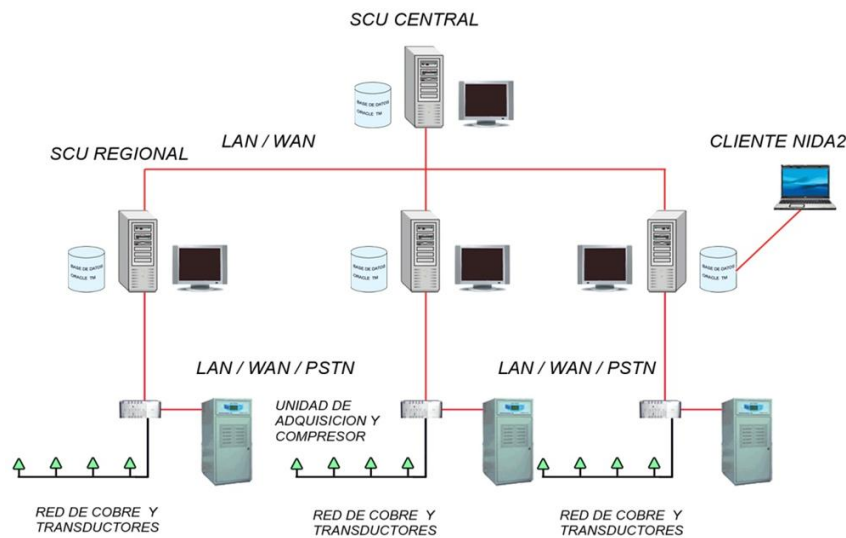 SCU CENTRAL
BASE DE DATOS
ORACLE TM
LAN / WAN
SCU REGIONAL
CLIENTE NIDA2
BASE DE DATOS
ORACLE TM
BASE DE DATOS
ORACLE TM
BASE DE DATOS
ORACLE TM
LAN / WAN / PSTN
LAN / WAN / PSTN
UNIDAD DE
ADQUISICION Y
COMPRESOR
RED DE COBRE Y
TRANSDUCTORES
RED DE COBRE Y
TRANSDUCTORES
RED DE COBRE Y
TRANSDUCTORES